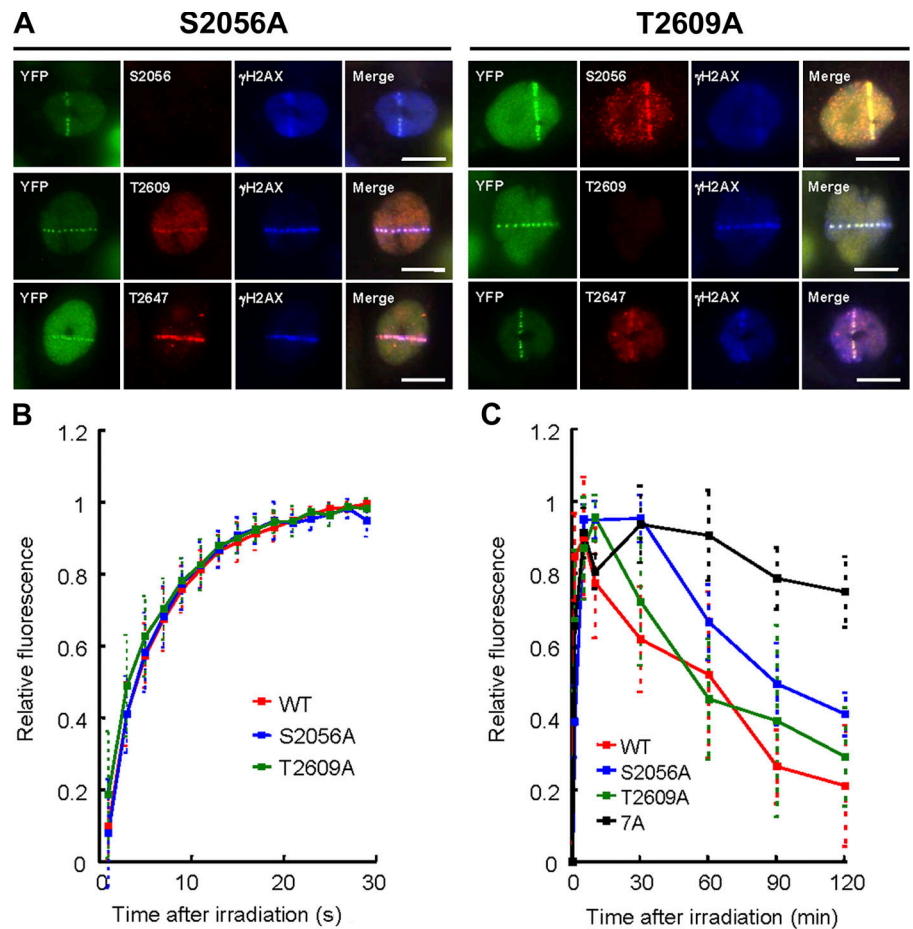 A
S2056A
T2609A
YFP S2056 γH2AX Merge
YFP S2056 γH2AX Merge
YFP T2609 γH2AX Merge
YFP T2609 γH2AX Merge
YFP T2647 γH2AX Merge
YFP T2647 γH2AX Merge
B
1.2
1
0.8
0.6
0.4
0.2
0
0 10 20 30
Relative fluorescence
Time after irradiation (s)
WT
S2056A
T2609A
C
1.2
1
0.8
0.6
0.4
0.2
0
0 30 60 90 120
Relative fluorescence
Time after irradiation (min)
WT
S2056A
T2609A
7A